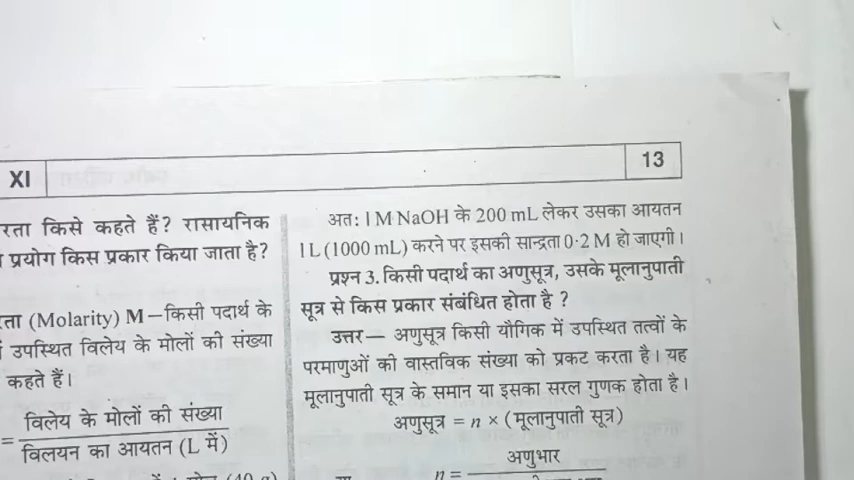 XI
13
रता किसे कहते हैं? रासायनिक
प्रयोग किस प्रकार किया जाता है?
ता (Molarity) M—किसी पदार्थ के
उपस्थित विलेय के मोलों की संख्या
कहते हैं।
= विलेय के मोलों की संख्या
विलयन का आयतन (L में)
अतः 1 M NaOH के 200 mL लेकर उसका आयतन
1L (1000 mL) करने पर इसकी सान्द्रता 0·2 M हो जाएगी।
प्रश्न 3. किसी पदार्थ का अणुसूत्र, उसके मूलानुपाती
सूत्र से किस प्रकार संबंधित होता है ?
उत्तर— अणुसूत्र किसी यौगिक में उपस्थित तत्वों के
परमाणुओं की वास्तविक संख्या को प्रकट करता है। यह
मूलानुपाती सूत्र के समान या इसका सरल गुणक होता है।
अणुसूत्र = n × (मूलानुपाती सूत्र)
n = अणुभार